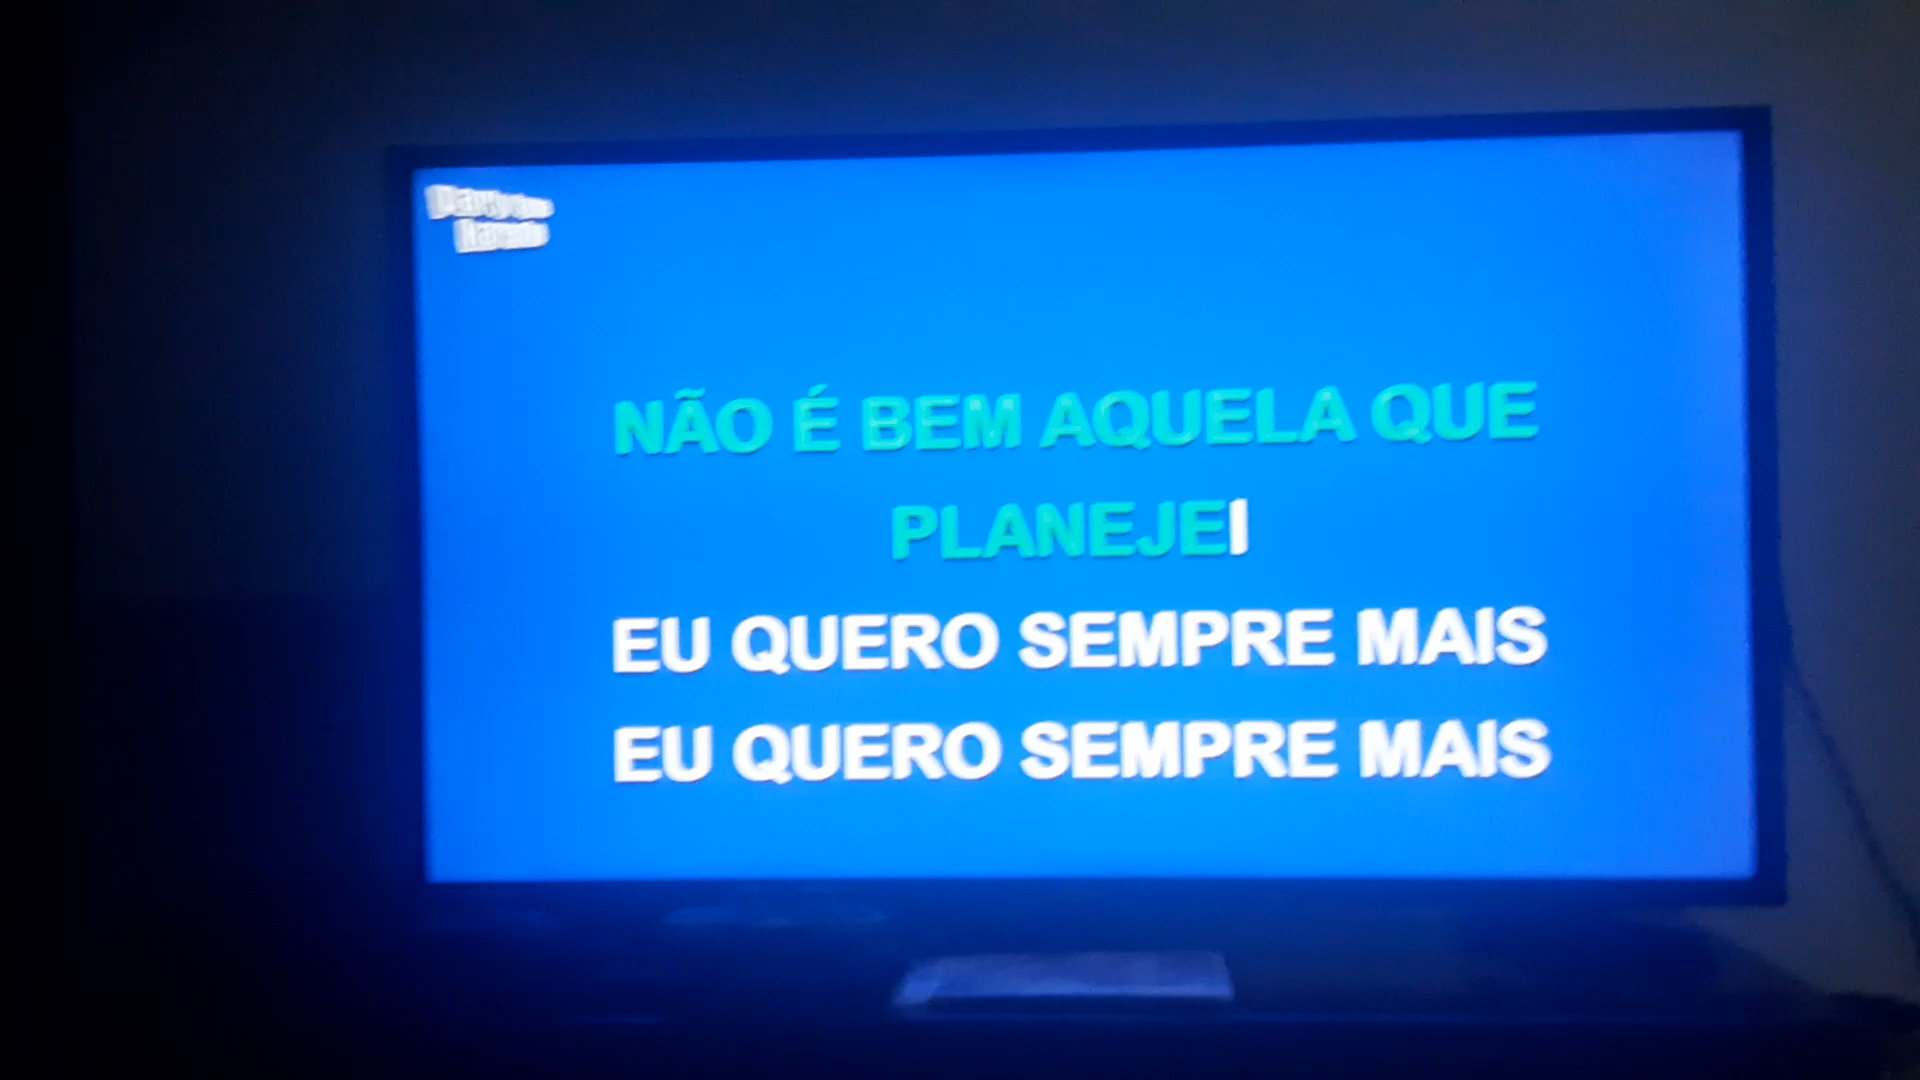 NÃO É BEM AQUELA QUE
PLANEJEI
EU QUERO SEMPRE MAIS
EU QUERO SEMPRE MAIS